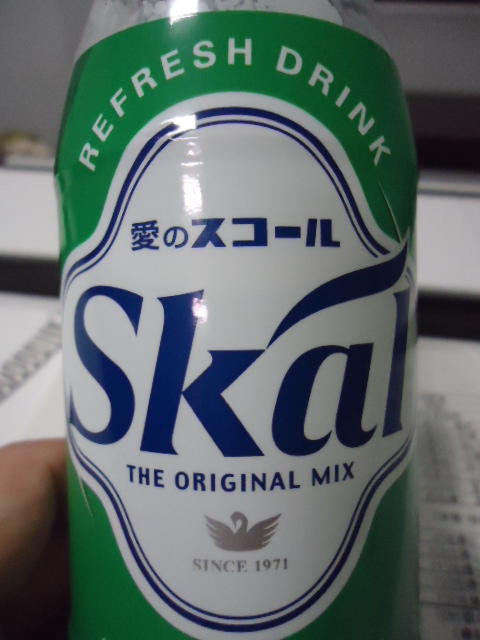 REFRESH DRINK
愛のスコール
Skal
THE ORIGINAL MIX
SINCE 1971